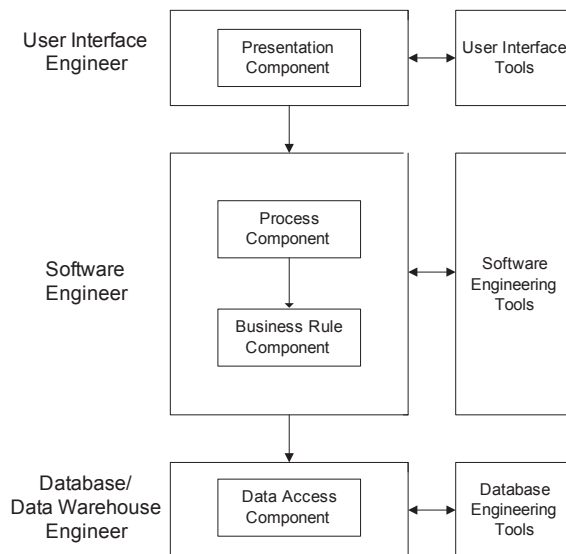 User Interface
Engineer
Presentation
Component
User Interface
Tools
Software
Engineer
Process
Component
Business Rule
Component
Software
Engineering
Tools
Database/
Data Warehouse
Engineer
Data Access
Component
Database
Engineering
Tools